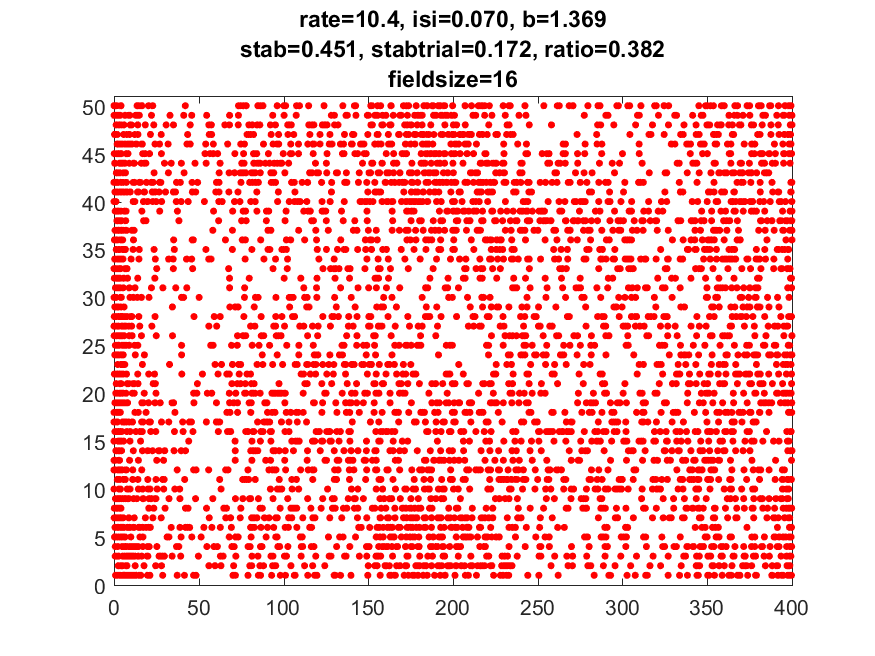 rate=10.4, isi=0.070, b=1.369
stab=0.451, stabtrial=0.172, ratio=0.382
fieldsize=16
50
45
40
35
30
25
20
15
10
5
0
0 50 100 150 200 250 300 350 400